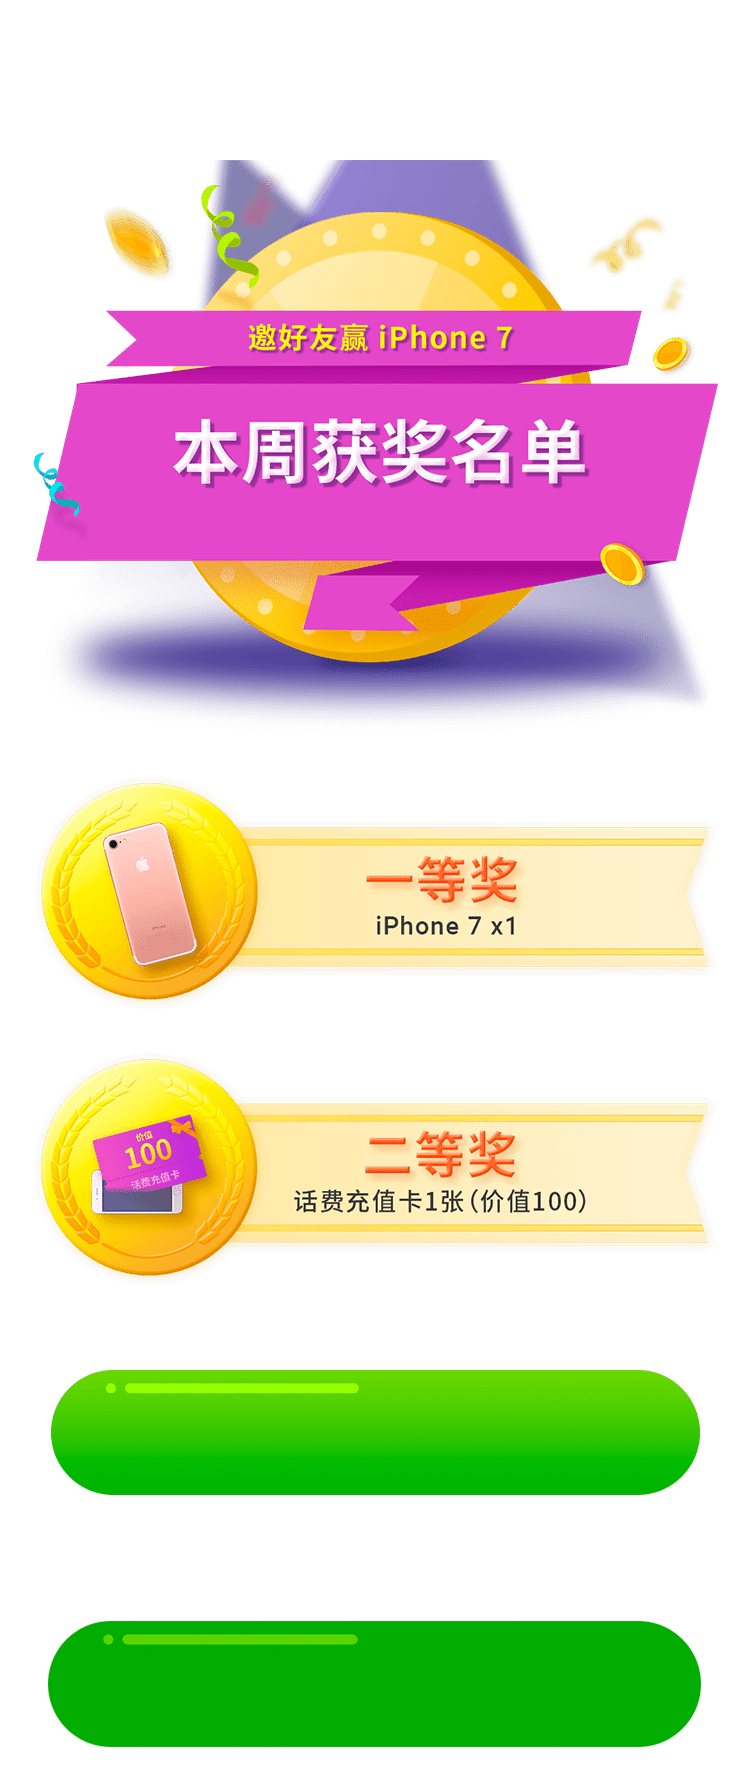 邀好友赢 iPhone 7
本周获奖名单
一等奖
iPhone 7 x1
iPhone
二等奖
话费充值卡1张(价值100)
价值
100
话费充值卡